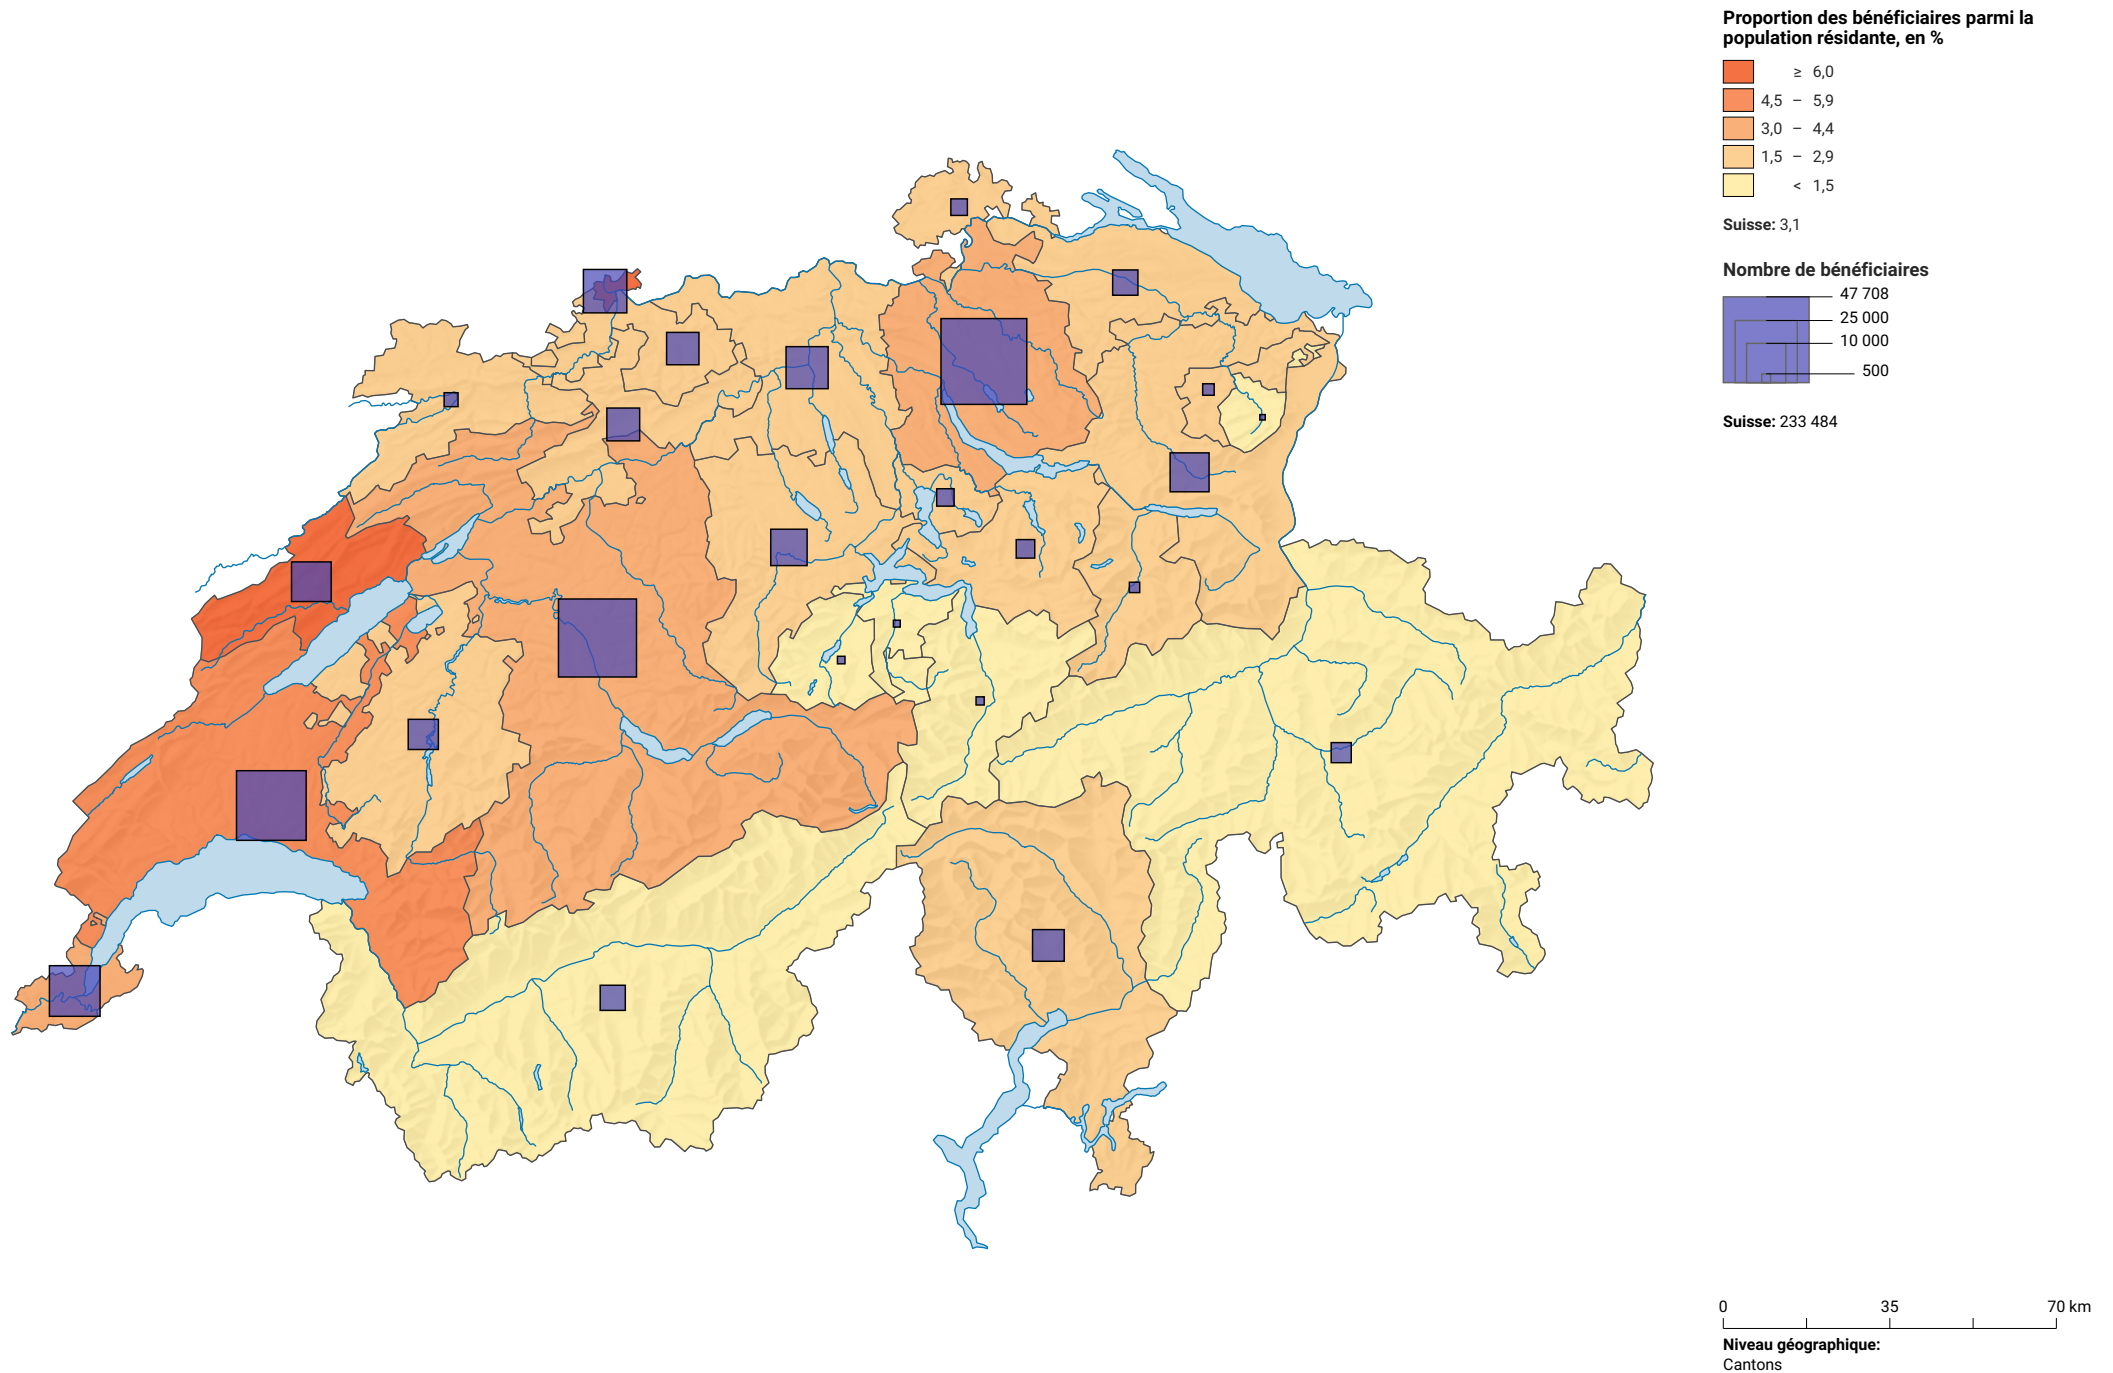 Proportion des bénéficiaires parmi la
population résidante, en %
≥ 6,0
4,5 – 5,9
3,0 – 4,4
1,5 – 2,9
< 1,5
Suisse: 3,1
Nombre de bénéficiaires
47 708
25 000
10 000
500
Suisse: 233 484
0 35 70 km
Niveau géographique:
Cantons